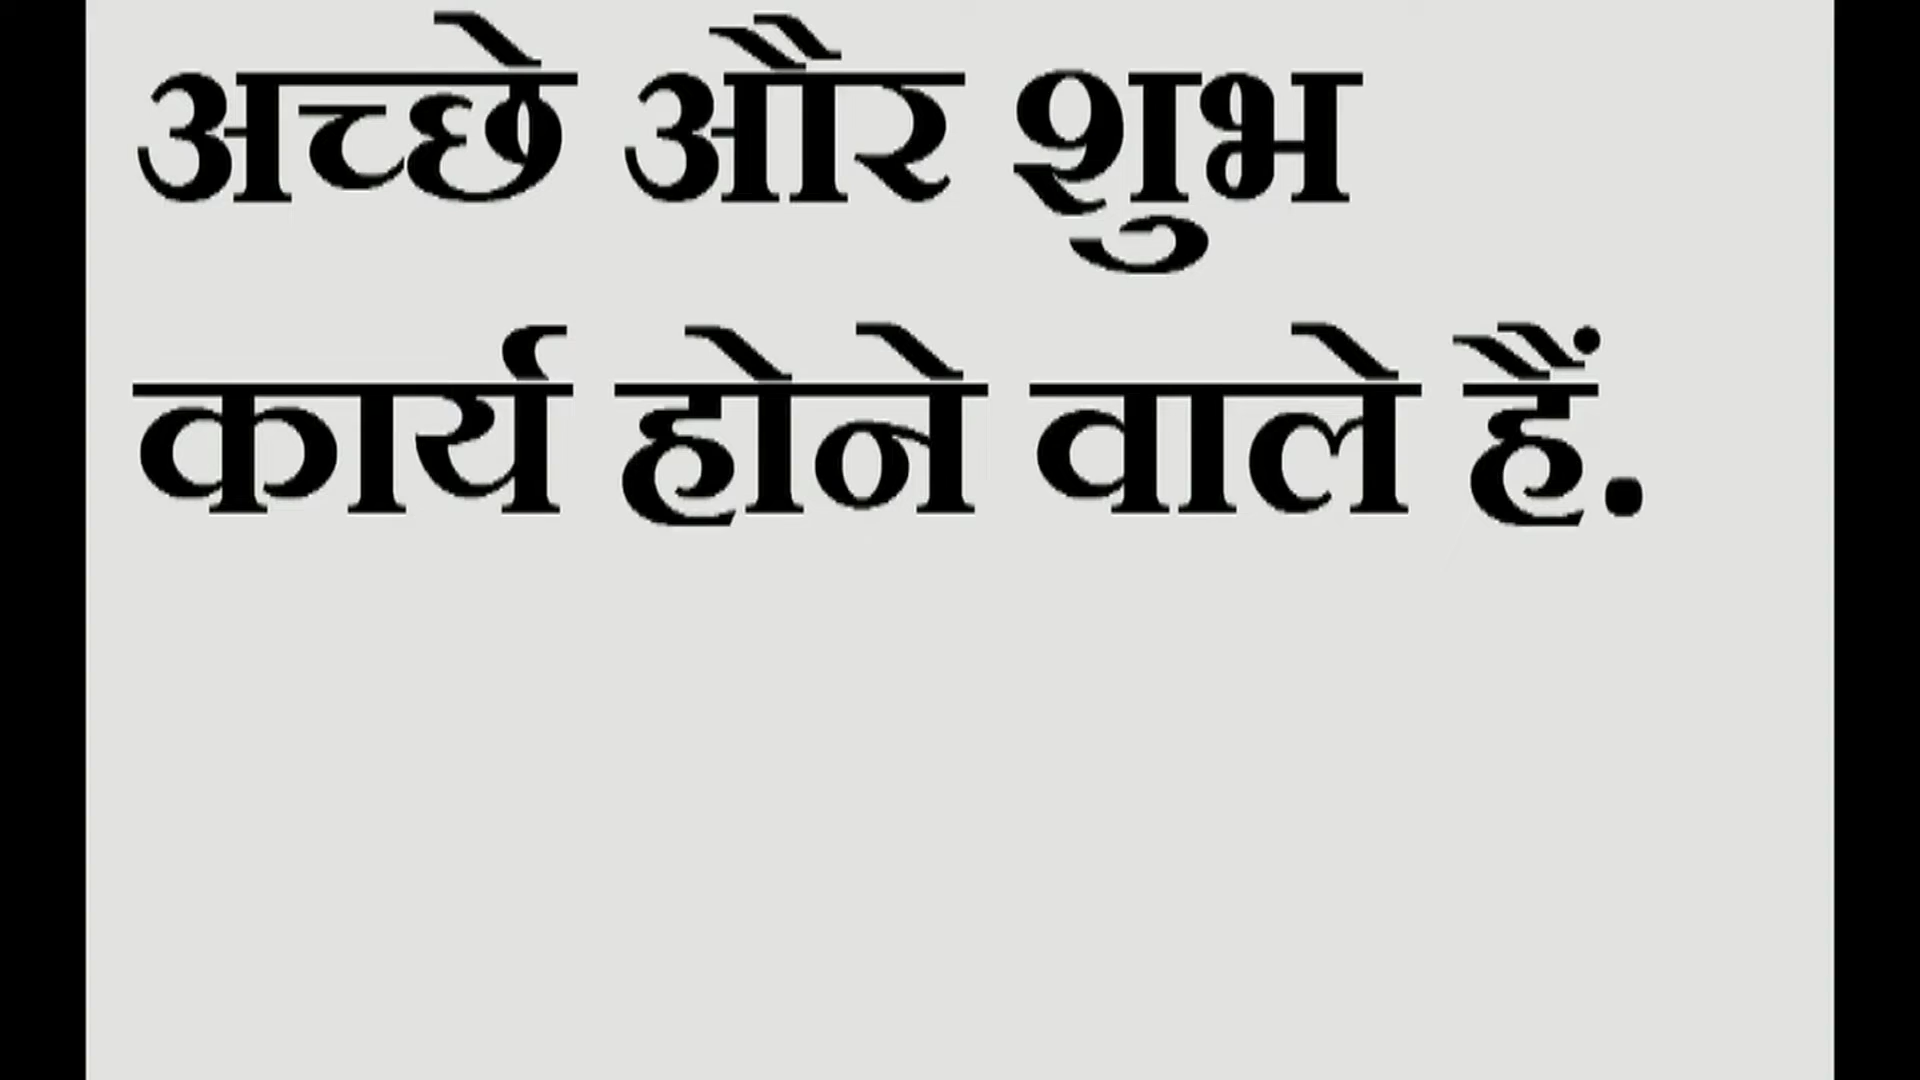 अच्छे और शुभ
कार्य होने वाले हैं.